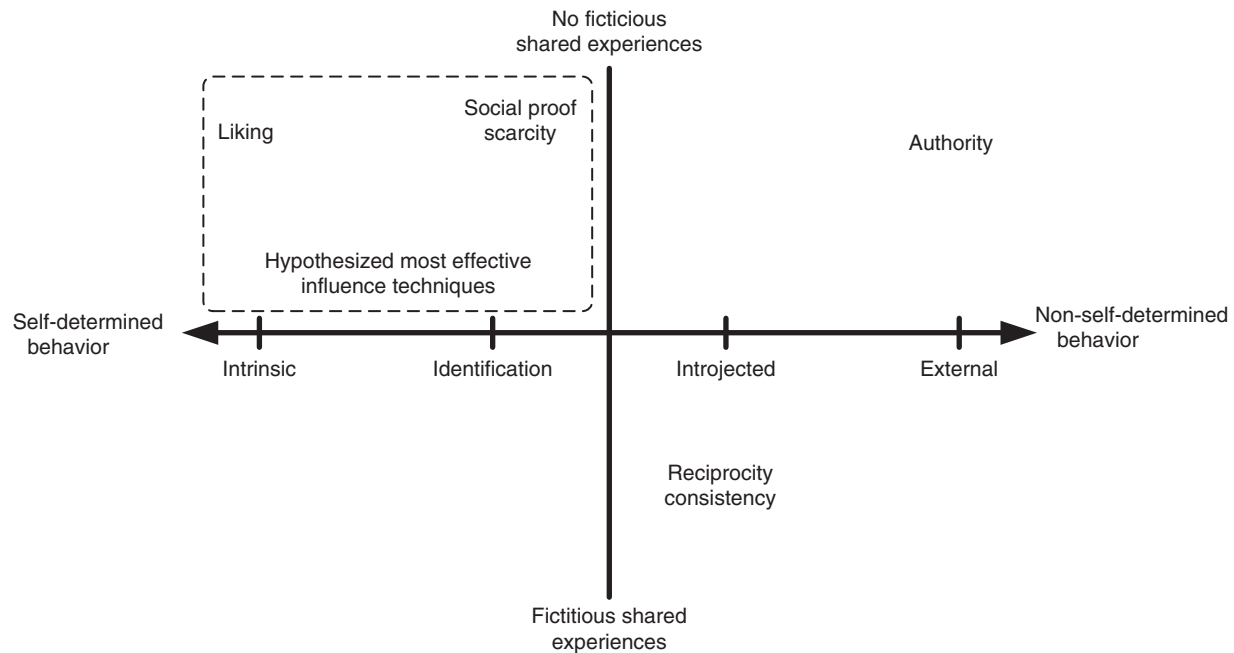 No ficticious
shared experiences
Social proof
scarcity
Liking
Authority
Hypothesized most effective
influence techniques
Self-determined
behavior
Non-self-determined
behavior
Intrinsic
Identification
Introjected
External
Reciprocity
consistency
Fictitious shared
experiences